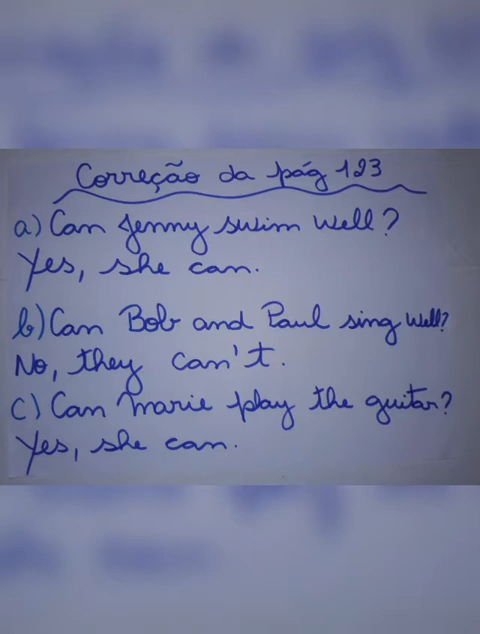 Correção da pág 123
a) Can Jenny swim well?
Yes, she can.
b) Can Bob and Paul sing well?
No, they can't.
c) Can Marie play the guitar?
Yes, she can.